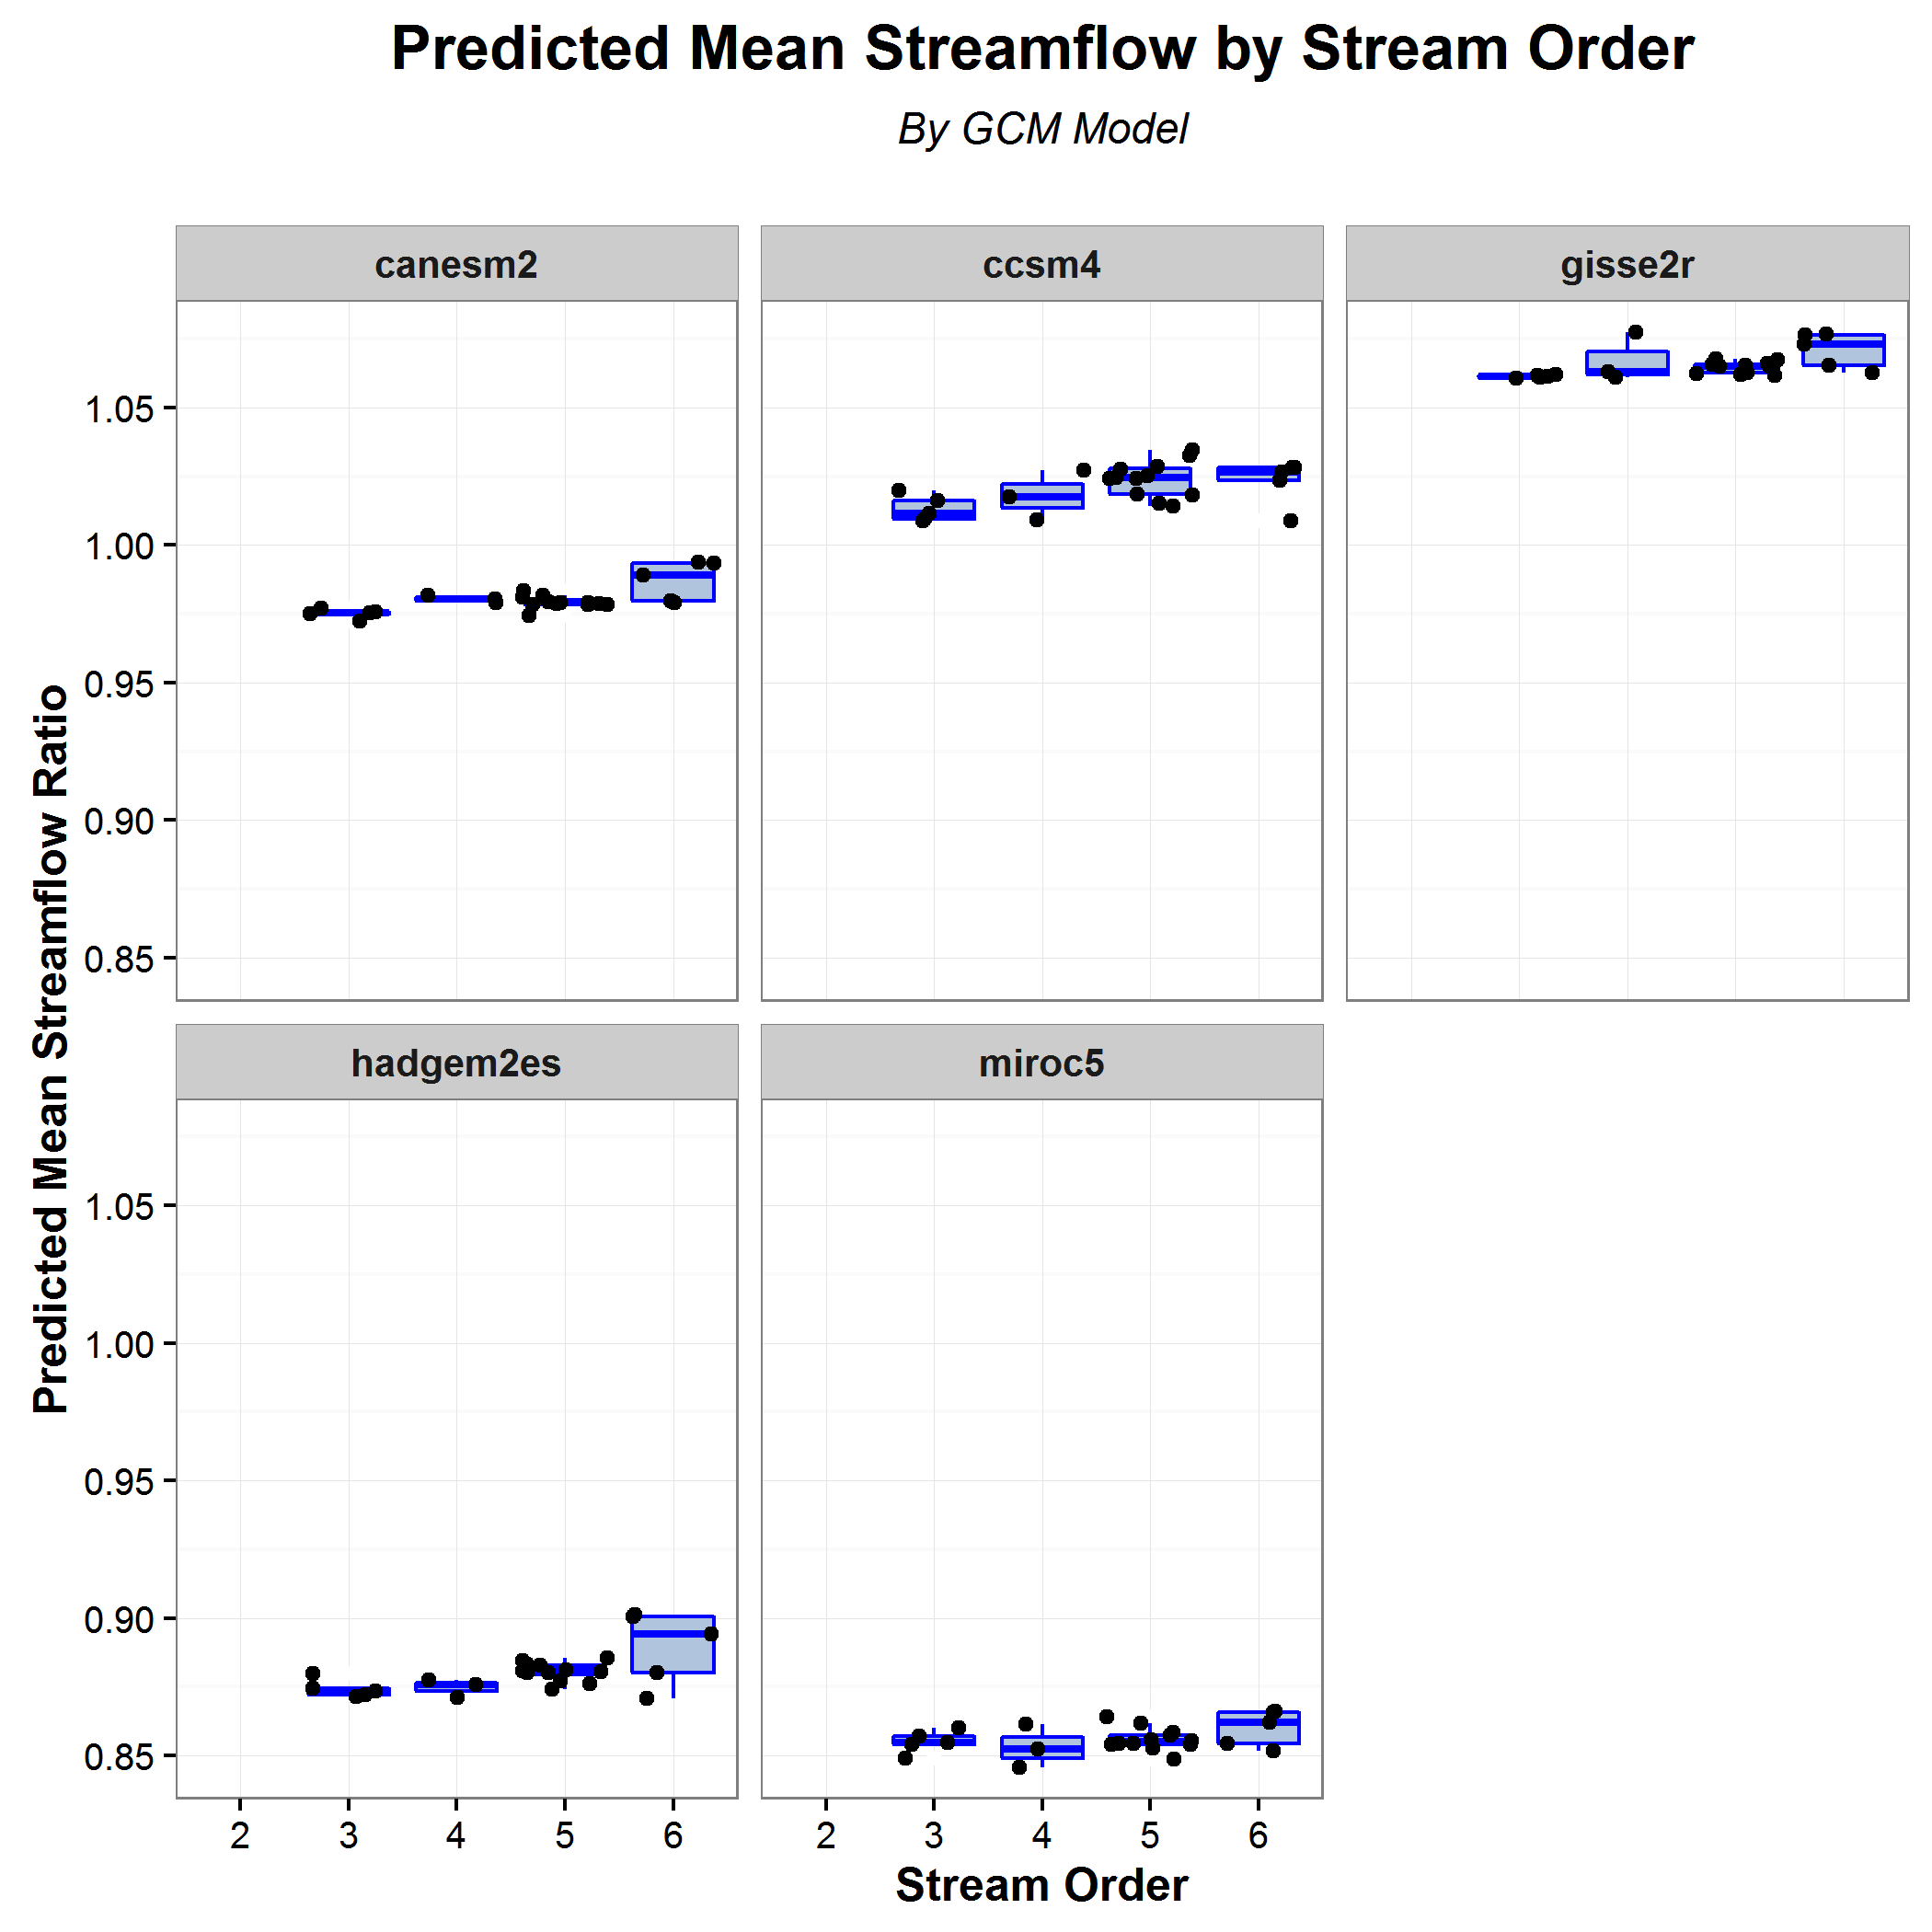 Predicted Mean Streamflow by Stream Order
By GCM Model
canesm2
ccsm4
gisse2r
1.05
1.00
0.95
0.90
0.85
Predicted Mean Streamflow Ratio
hadgem2es
miroc5
1.05
1.00
0.95
0.90
0.85
2 3 4 5 6
2 3 4 5 6
Stream Order